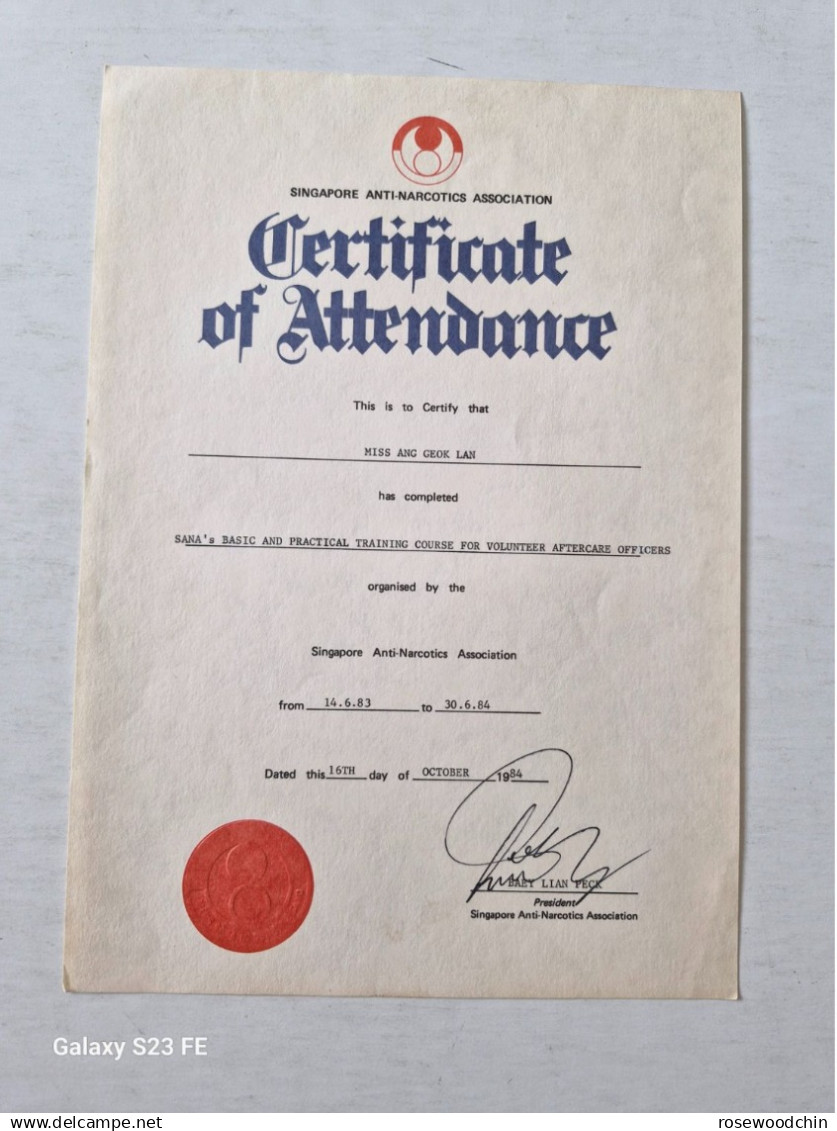 SINGAPORE ANTI-NARCOTICS ASSOCIATION
Certificate
of Attendance
This is to Certify that
MISS ANG GEOK LAN
has completed
SANA's BASIC AND PRACTICAL TRAINING COURSE FOR VOLUNTEER AFTERCARE OFFICERS
organised by the
Singapore Anti-Narcotics Association
from 14.6.83 to 30.6.84
Dated this 16TH day of OCTOBER 1984
LIAN PECK
President
Singapore Anti-Narcotics Association
Galaxy S23 FE
delcampe.net
rosewoodchin